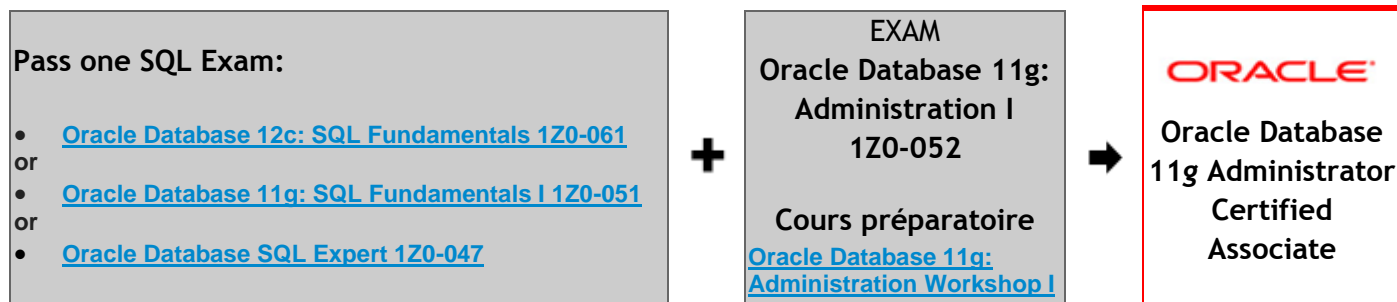 Pass one SQL Exam:
• Oracle Database 12c: SQL Fundamentals 1Z0-061
or
• Oracle Database 11g: SQL Fundamentals I 1Z0-051
or
• Oracle Database SQL Expert 1Z0-047
EXAM
Oracle Database 11g:
Administration I
1Z0-052
Cours préparatoire
Oracle Database 11g:
Administration Workshop I
ORACLE®
Oracle Database
11g Administrator
Certified
Associate